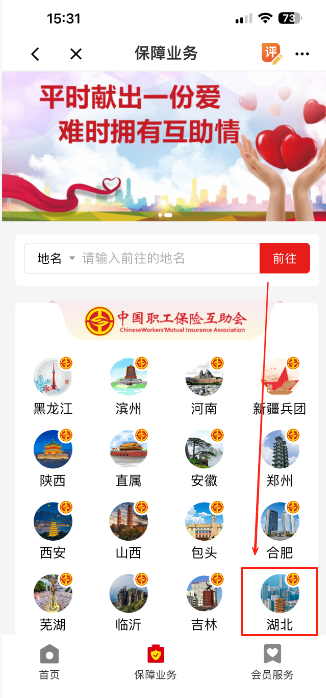 15:31
73
保障业务
评
平时献出一份爱
难时拥有互助情
地名 请输入前往的地名 前往
中国职工保险互助会
ChineseWorkers'Mutual Insurance Association
黑龙江 滨州 河南 新疆兵团
陕西 直属 安徽 郑州
西安 山西 包头 合肥
芜湖 临沂 吉林 湖北
首页 保障业务 会员服务